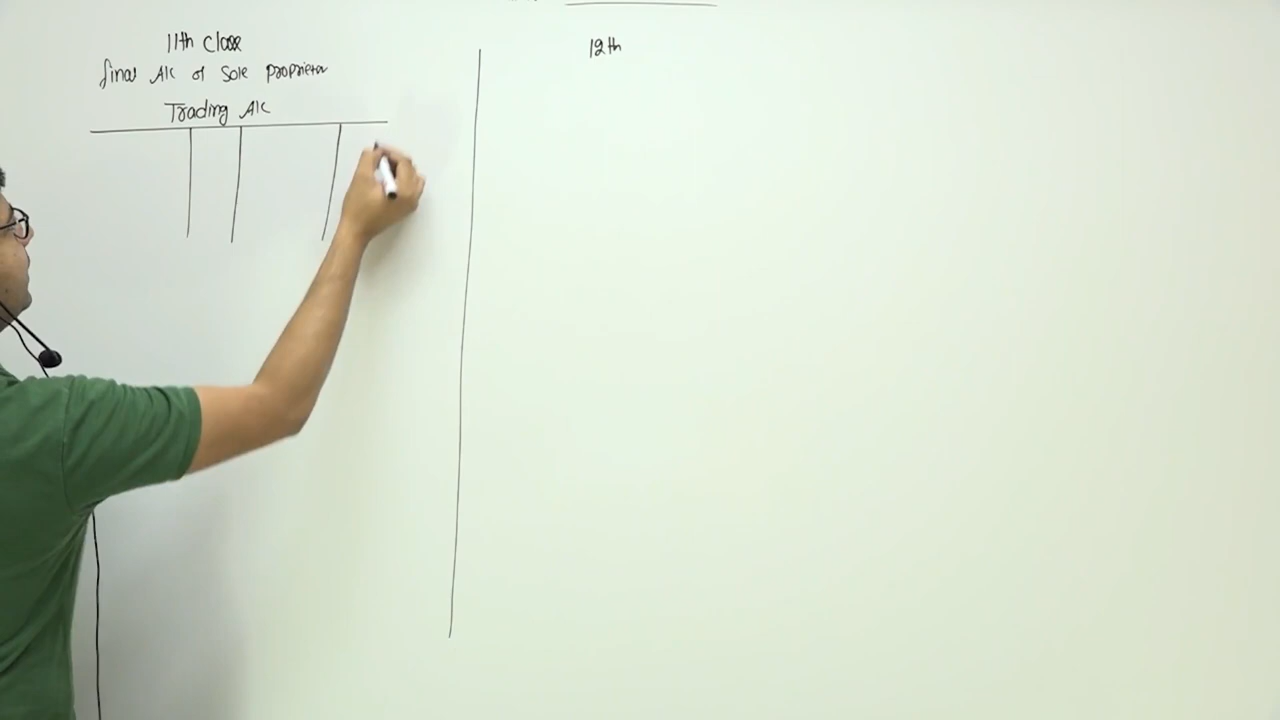 11th Class
final A/c of Sole proprietor
Trading A/c
12th